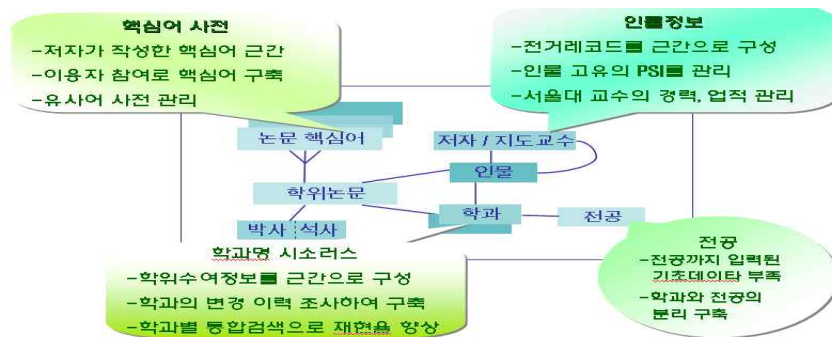 핵심어 사전
-저자가 작성한 핵심어 근간
-이용자 참여로 핵심어 구축
-유사어 사전 관리
인물정보
-전거레코드를 근간으로 구성
-인물 고유의 PSI를 관리
-서울대 교수의 경력, 업적 관리
논문 핵심어
저자 / 지도교수
인물
학위논문
학과
전공
박사 석사
학과명 시소러스
-학위수여정보를 근간으로 구성
-학과의 변경 이력 조사하여 구축
-학과별 통합검색으로 재현율 향상
전공
-전공까지 입력된
기초데이타 부족
-학과와 전공의
분리 구축